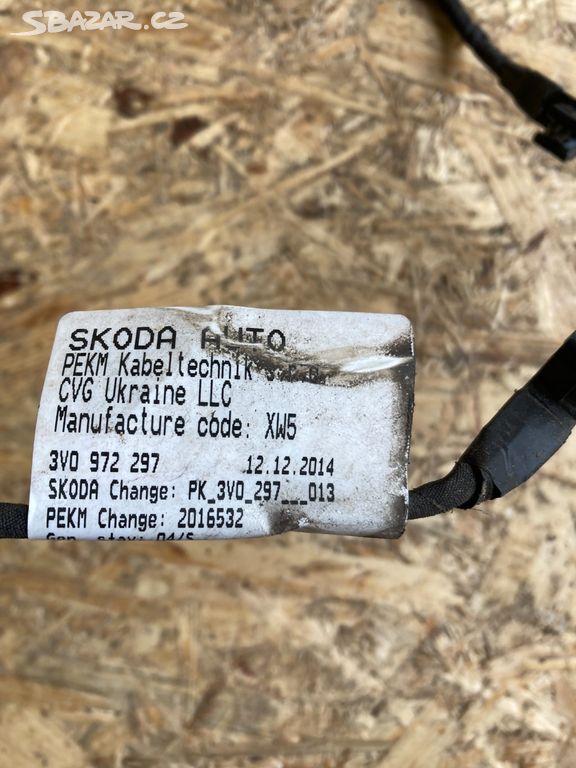 SBAZAR.CZ
SKODA AUTO
PEKM Kabeltechnik s.r.o.
CVG Ukraine LLC
Manufacture code: XW5
3V0 972 297 12.12.2014
SKODA Change: PK_3V0_297___013
PEKM Change: 2016532